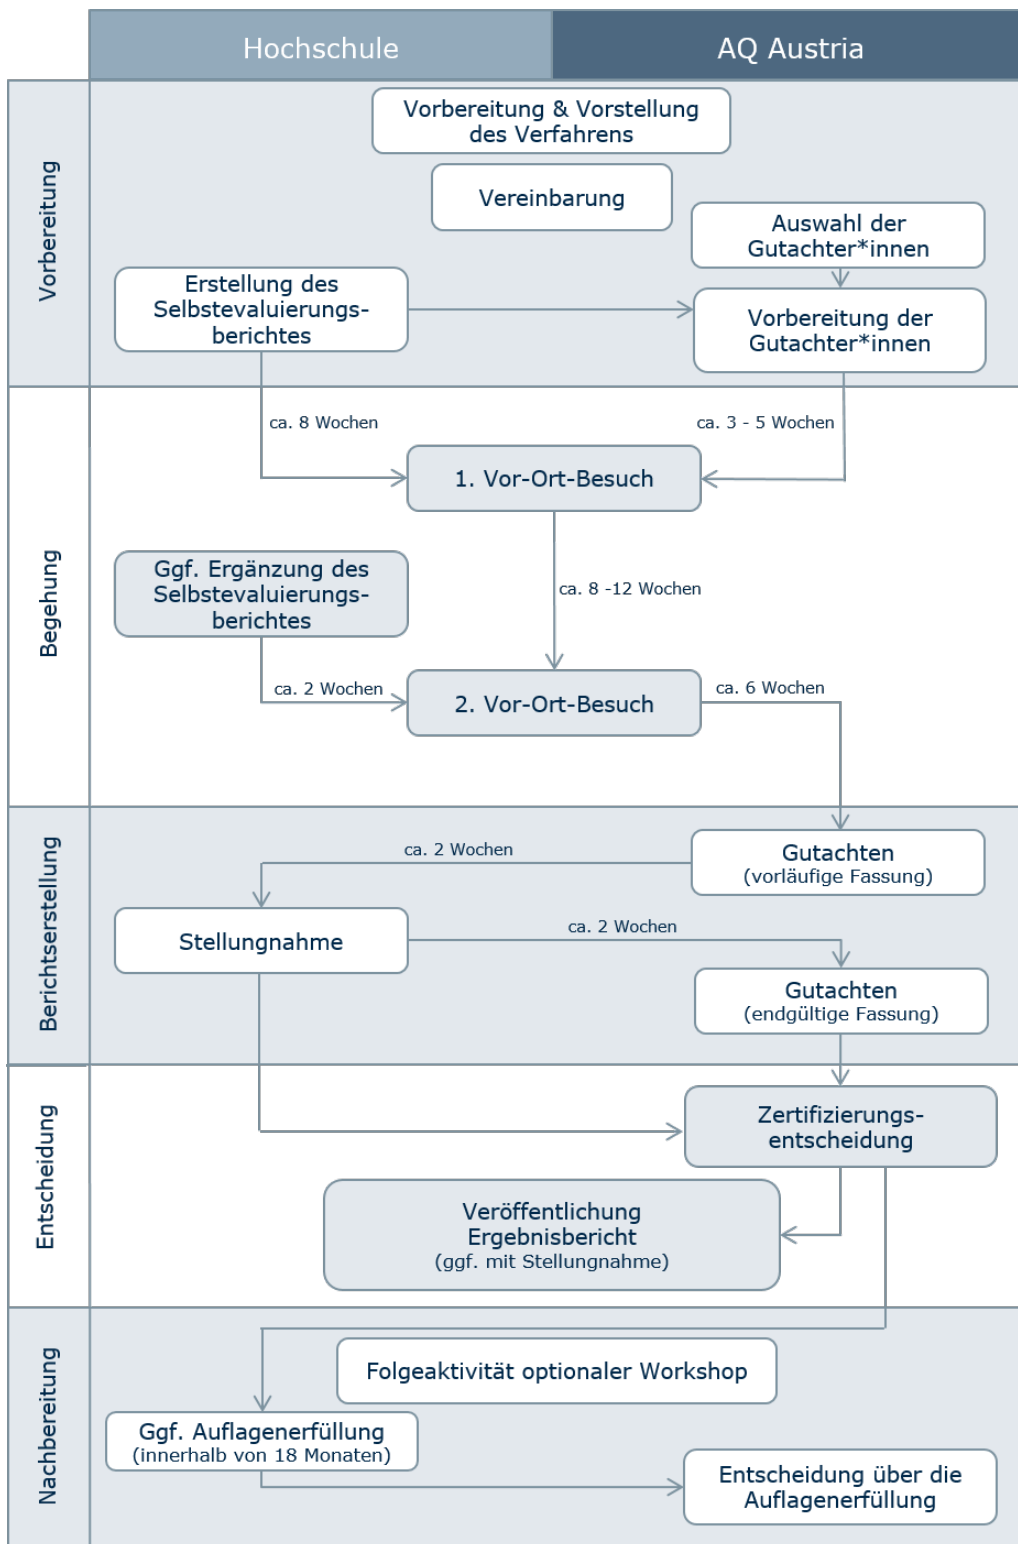 Hochschule
AQ Austria
Vorbereitung
Vorbereitung & Vorstellung
des Verfahrens
Vereinbarung
Auswahl der
Gutachter*innen
Erstellung des
Selbstevaluierungs-
berichtes
Vorbereitung der
Gutachter*innen
Begehung
ca. 8 Wochen
ca. 3 - 5 Wochen
1. Vor-Ort-Besuch
Ggf. Ergänzung des
Selbstevaluierungs-
berichtes
ca. 8 -12 Wochen
ca. 2 Wochen
2. Vor-Ort-Besuch
ca. 6 Wochen
Berichtserstellung
ca. 2 Wochen
Gutachten
(vorläufige Fassung)
Stellungnahme
ca. 2 Wochen
Gutachten
(endgültige Fassung)
Entscheidung
Zertifizierungs-
entscheidung
Veröffentlichung
Ergebnisbericht
(ggf. mit Stellungnahme)
Nachbereitung
Folgeaktivität optionaler Workshop
Ggf. Auflagenerfüllung
(innerhalb von 18 Monaten)
Entscheidung über die
Auflagenerfüllung